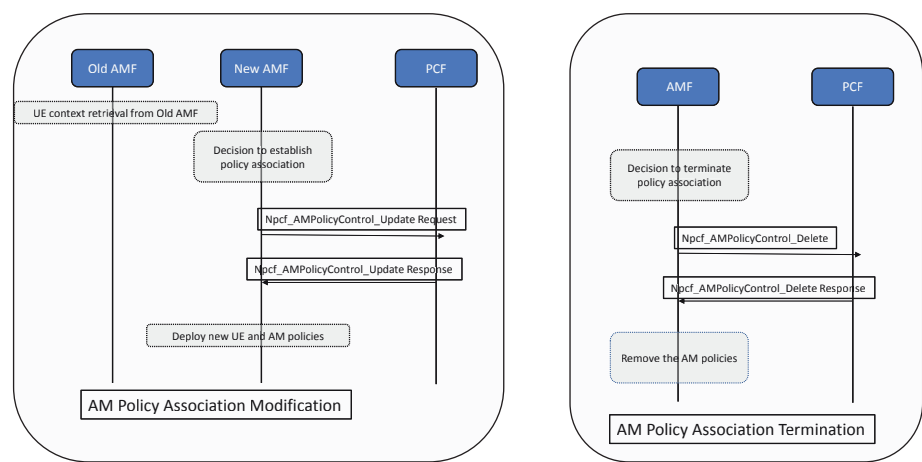 Old AMF
New AMF
PCF
UE context retrieval from Old AMF
Decision to establish
policy association
Npcf_AMPolicyControl_Update Request
Npcf_AMPolicyControl_Update Response
Deploy new UE and AM policies
AM Policy Association Modification
AMF
PCF
Decision to terminate
policy association
Npcf_AMPolicyControl_Delete
Npcf_AMPolicyControl_Delete Response
Remove the AM policies
AM Policy Association Termination